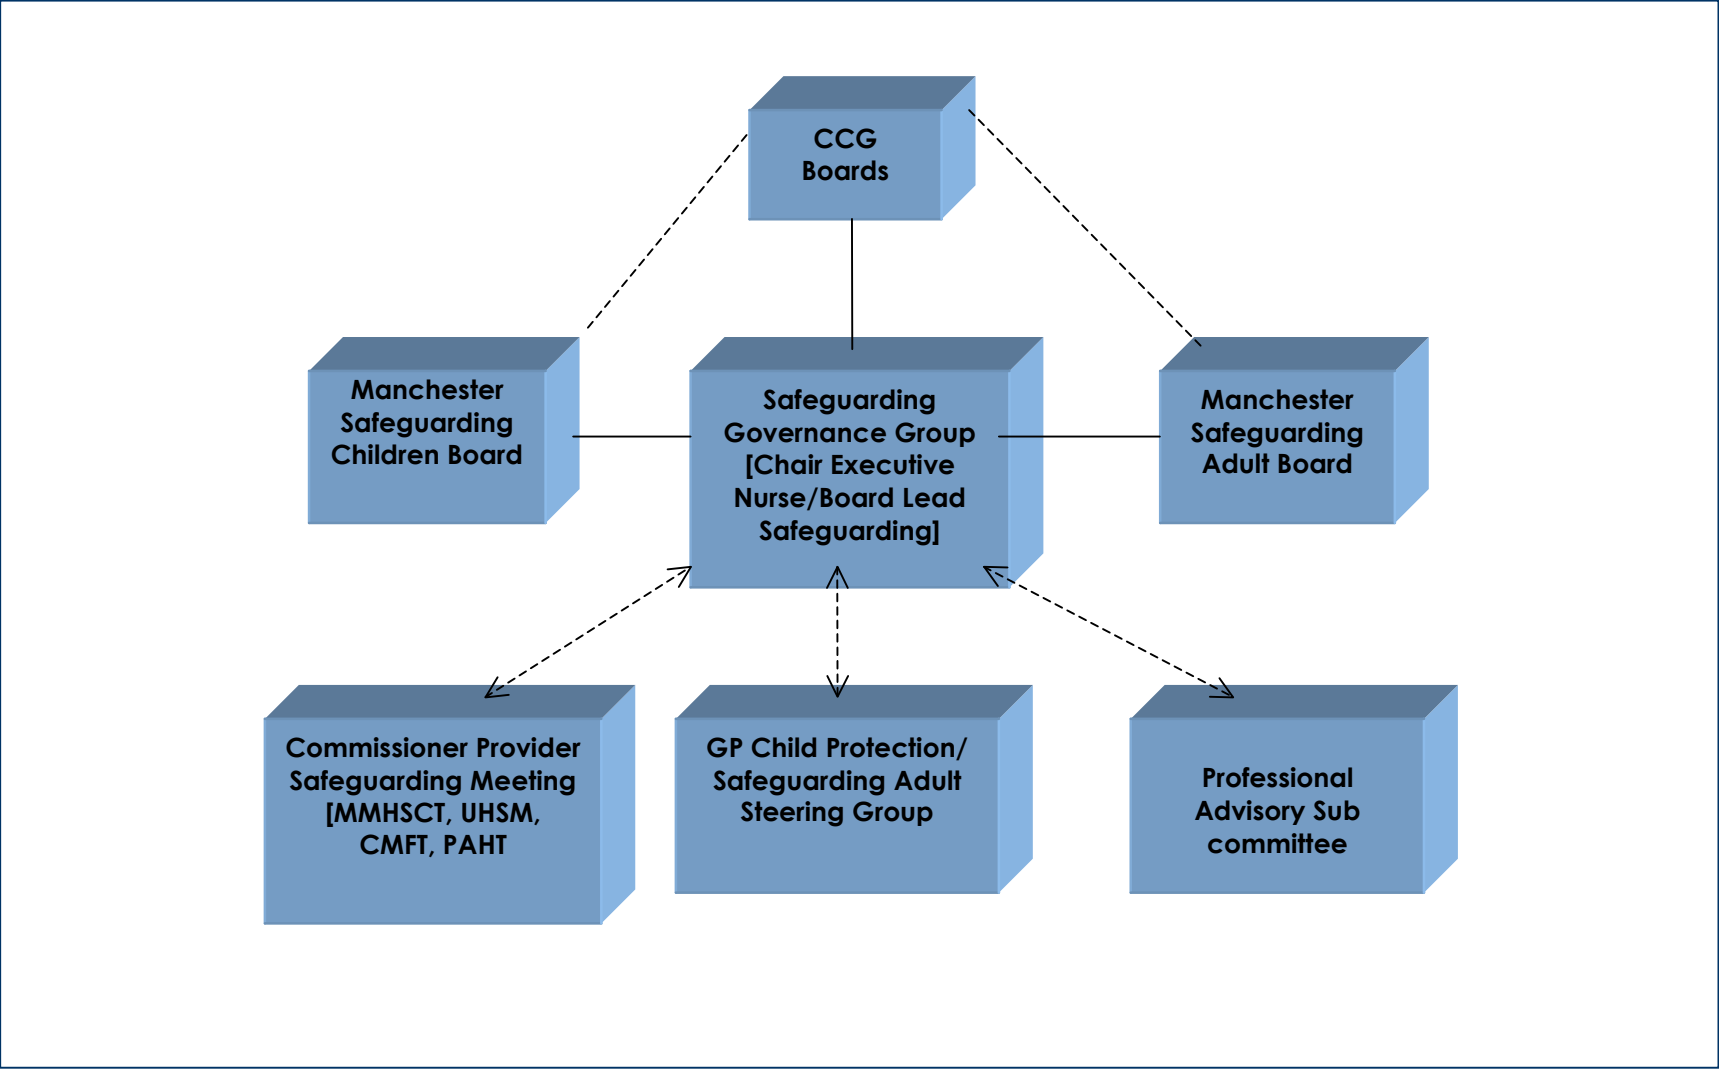 CCG
Boards
Manchester
Safeguarding
Children Board
Safeguarding
Governance Group
[Chair Executive
Nurse/Board Lead
Safeguarding]
Manchester
Safeguarding
Adult Board
Commissioner Provider
Safeguarding Meeting
[MMHSCT, UHSM,
CMFT, PAHT
GP Child Protection/
Safeguarding Adult
Steering Group
Professional
Advisory Sub
committee